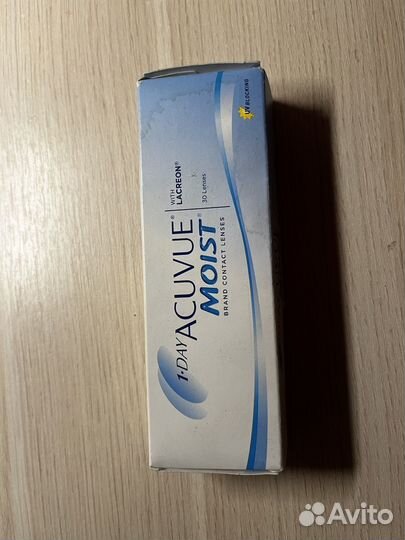 1·DAY ACUVUE®
MOIST®
BRAND CONTACT LENSES
WITH
LACREON®
30 Lenses
UV BLOCKING
Avito